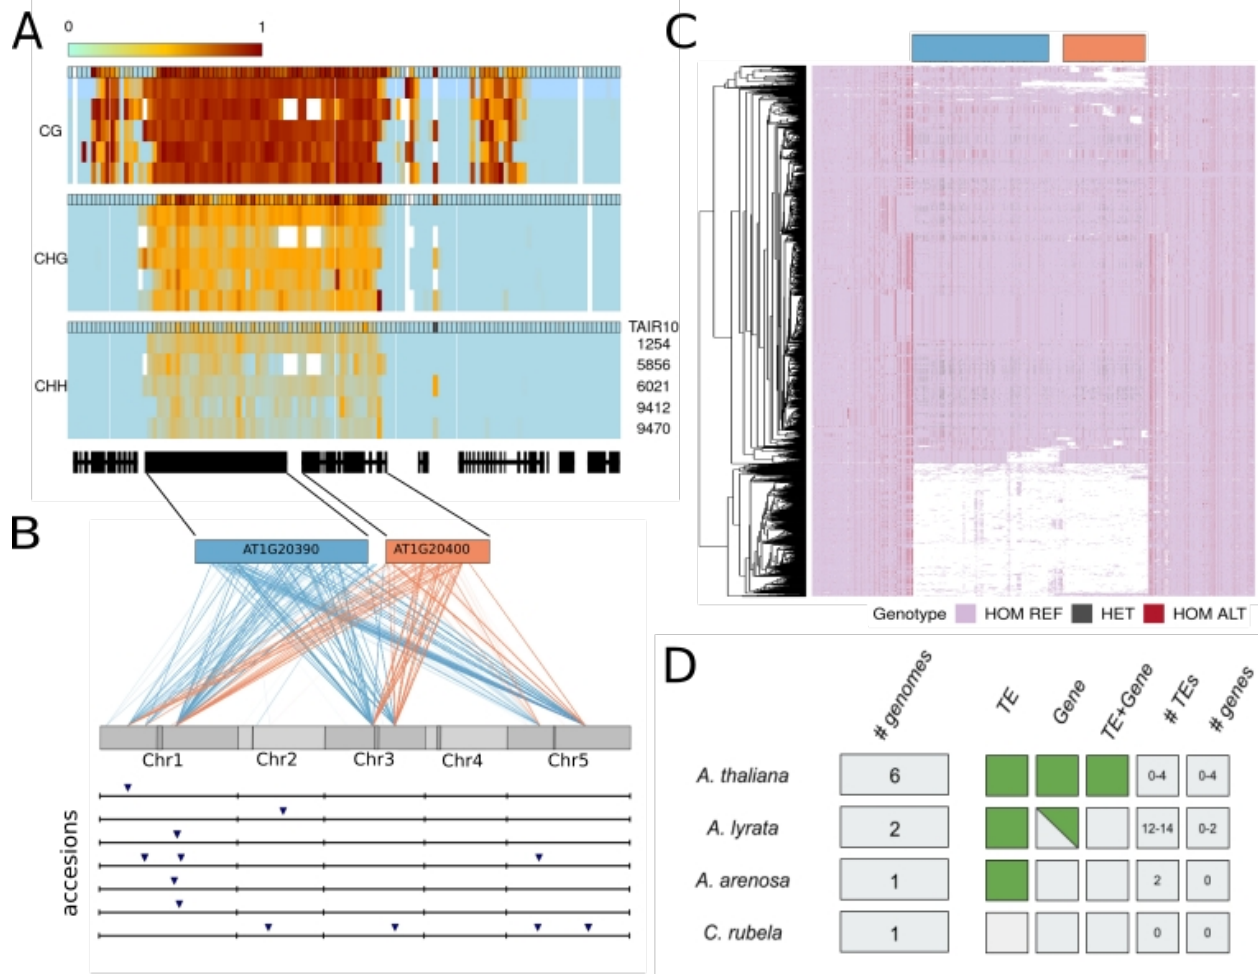 A
0 1
CG
CHG
CHH
TAIR10
1254
5856
6021
9412
9470
B
AT1G20390 AT1G20400
Chr1 Chr2 Chr3 Chr4 Chr5
accesions
C
Genotype HOM REF HET HOM ALT
D
# genomes TE Gene TE+Gene # TEs # genes
A. thaliana 6 0-4 0-4
A. lyrata 2 12-14 0-2
A. arenosa 1 2 0
C. rubela 1 0 0